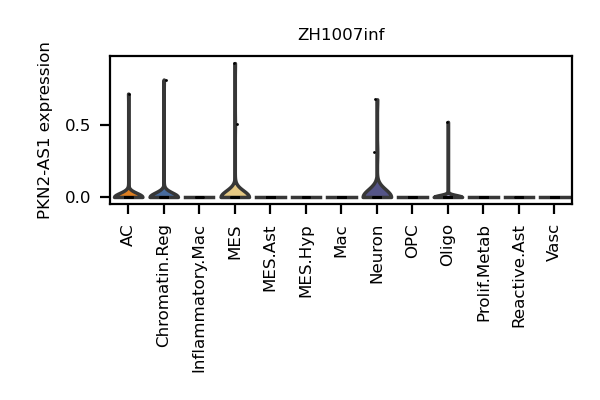 ZH1007inf
PKN2-AS1 expression
0.5
0.0
AC
Chromatin.Reg
Inflammatory.Mac
MES
MES.Ast
MES.Hyp
Mac
Neuron
OPC
Oligo
Prolif.Metab
Reactive.Ast
Vasc